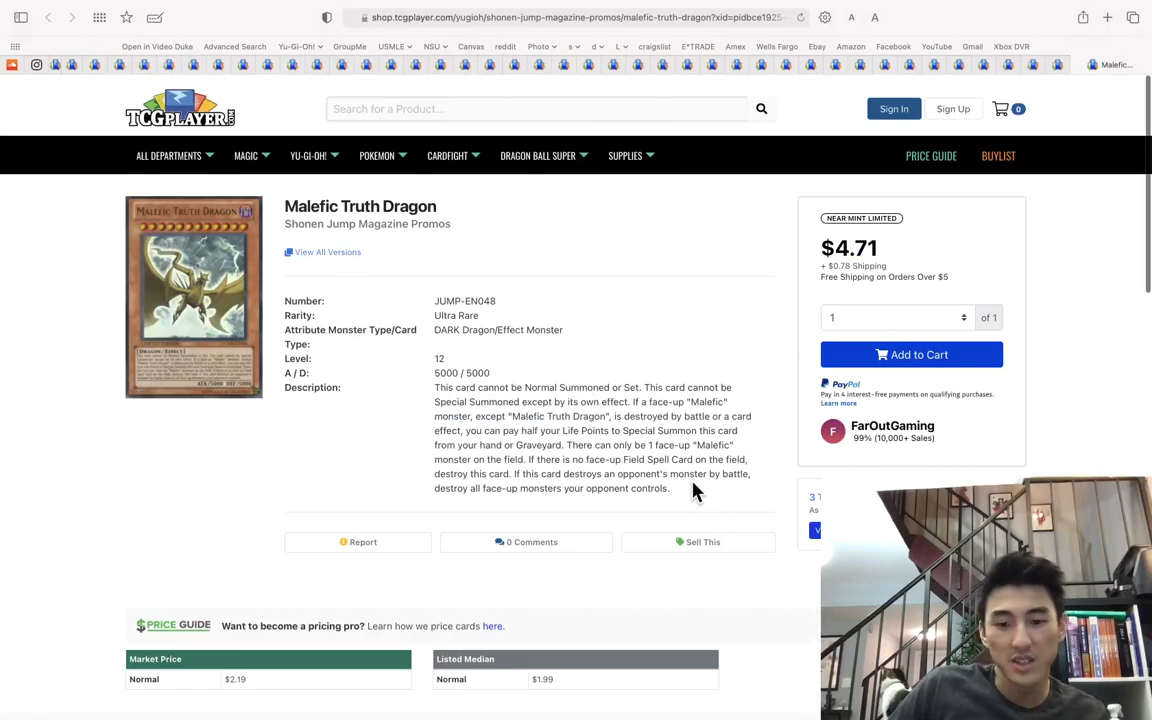 shop.tcgplayer.com/yugioh/shonen-jump-magazine-promos/malefic-truth-dragon?xid=pidbce1925-
A A
Open in Video Duke Advanced Search Yu-Gi-Oh! GroupMe USMLE NSU Canvas reddit Photo s d L craigslist E*TRADE Amex Wells Fargo Ebay Amazon Facebook YouTube Gmail Xbox DVR
Malefic...
TCGPLAYER.COM
Search for a Product...
Sign In Sign Up 0
ALL DEPARTMENTS MAGIC YU-GI-OH! POKEMON CARDFIGHT DRAGON BALL SUPER SUPPLIES PRICE GUIDE BUYLIST
MALEFIC TRUTH DRAGON
[DRAGON/EFFECT]
ATK/5000 DEF/5000
Malefic Truth Dragon
Shonen Jump Magazine Promos
View All Versions
Number: JUMP-EN048
Rarity: Ultra Rare
Attribute Monster Type/Card DARK Dragon/Effect Monster
Type:
Level: 12
A / D: 5000 / 5000
Description: This card cannot be Normal Summoned or Set. This card cannot be
Special Summoned except by its own effect. If a face-up "Malefic"
monster, except "Malefic Truth Dragon", is destroyed by battle or a card
effect, you can pay half your Life Points to Special Summon this card
from your hand or Graveyard. There can only be 1 face-up "Malefic"
monster on the field. If there is no face-up Field Spell Card on the field,
destroy this card. If this card destroys an opponent's monster by battle,
destroy all face-up monsters your opponent controls.
Report 0 Comments Sell This
NEAR MINT LIMITED
$4.71
+ $0.78 Shipping
Free Shipping on Orders Over $5
1 of 1
Add to Cart
PayPal
Pay in 4 interest-free payments on qualifying purchases.
Learn more
F FarOutGaming
99% (10,000+ Sales)
3 T
As
V
PRICE GUIDE Want to become a pricing pro? Learn how we price cards here.
Market Price Listed Median
Normal $2.19 Normal $1.99